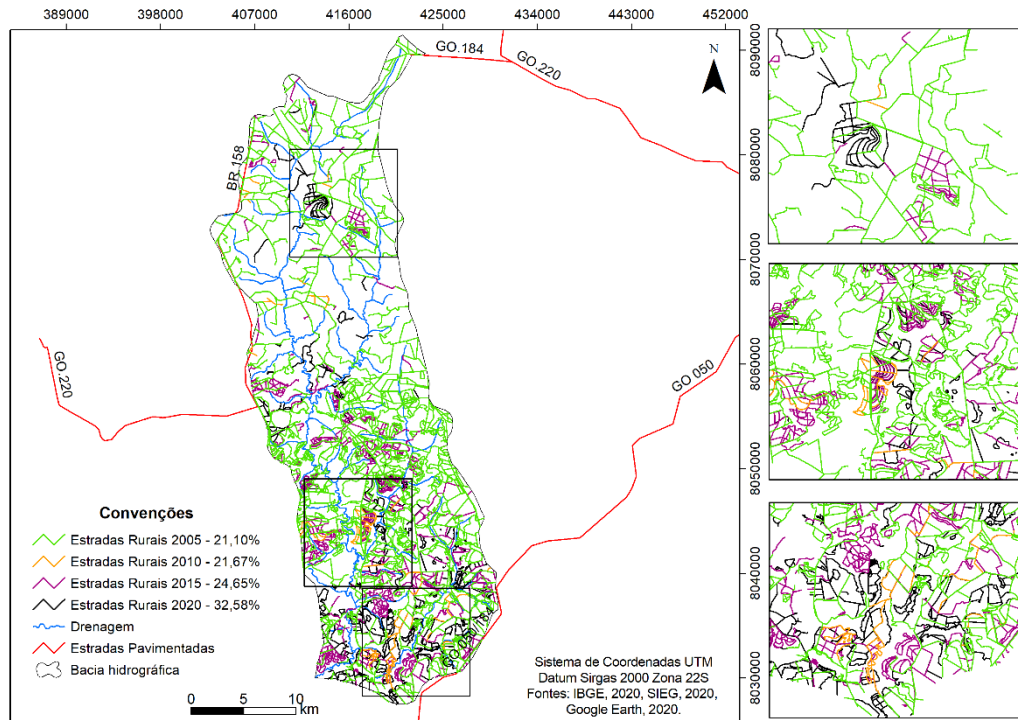 389000 398000 407000 416000 425000 434000 443000 452000
GO.184
GO.220
N
BR 158
GO.220
GO 050
8090000
8080000
8070000
8060000
8050000
8040000
8030000
Convenções
Estradas Rurais 2005 - 21,10%
Estradas Rurais 2010 - 21,67%
Estradas Rurais 2015 - 24,65%
Estradas Rurais 2020 - 32,58%
Drenagem
Estradas Pavimentadas
Bacia hidrográfica
0 5 10
km
Sistema de Coordenadas UTM
Datum Sirgas 2000 Zona 22S
Fontes: IBGE, 2020, SIEG, 2020,
Google Earth, 2020.